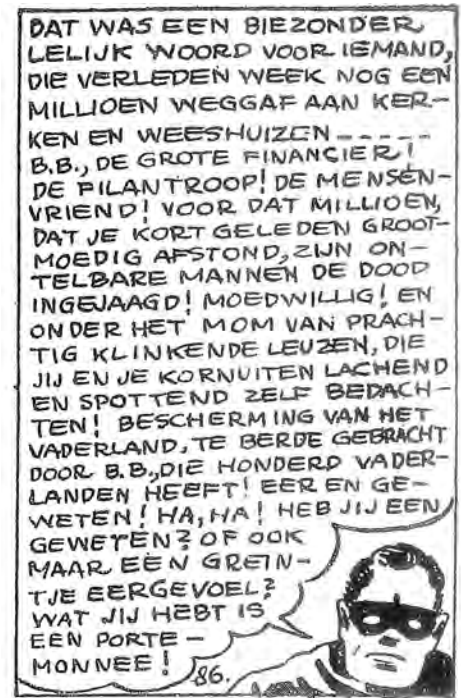 DAT WAS EEN BIEZONDER
LELIJK WOORD VOOR IEMAND,
DIE VERLEDEN WEEK NOG EEN
MILLIOEN WEGGAF AAN KER-
KEN EN WEESHUIZEN-----
B.B., DE GROTE FINANCIER!
DE FILANTROOP! DE MENSEN-
VRIEND! VOOR DAT MILLIOEN,
DAT JE KORT GELEDEN GROOT-
MOEDIG AFSTOND, ZIJN ON-
TELBARE MANNEN DE DOOD
INGEJAAGD! MOEDWILLIG! EN
ONDER HET MOM VAN PRACH-
TIG KLINKENDE LEUZEN, DIE
JIJ EN JE KORNUITEN LACHEND
EN SPOTTEND ZELF BEDACH-
TEN! BESCHERMING VAN HET
VADERLAND, TE BERDE GEBRACHT
DOOR B.B., DIE HONDERD VADER-
LANDEN HEEFT! EER EN GE-
WETEN! HA, HA! HEB JIJ EEN
GEWETEN? OF OOK
MAAR EEN GREIN-
TJE EERGEVOEL?
WAT JIJ HEBT IS
EEN PORTE-
MONNEE!
86.